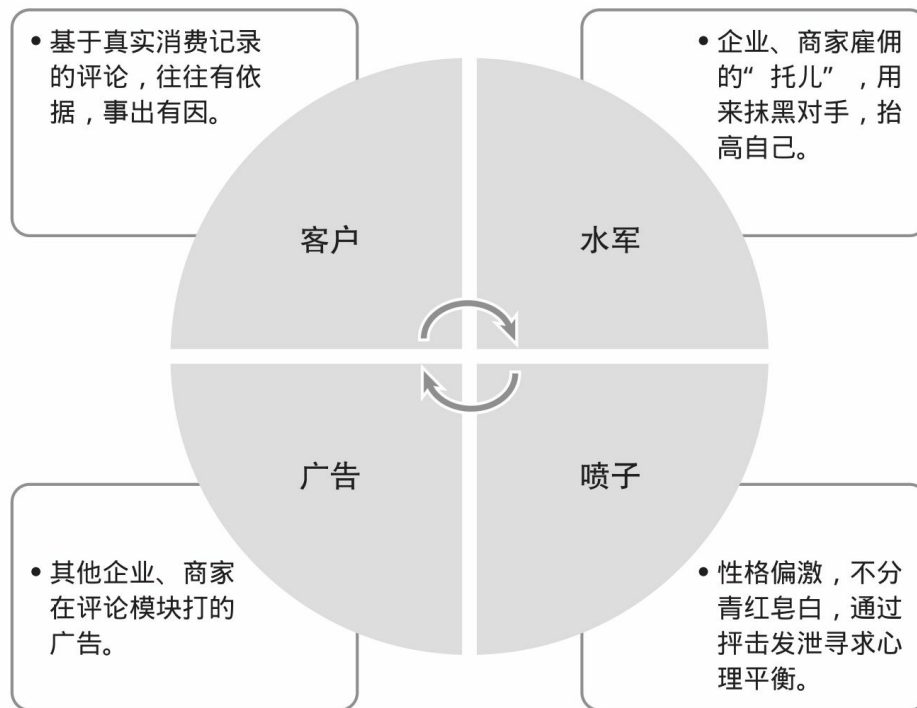 • 基于真实消费记录
的评论，往往有依
据，事出有因。
• 企业、商家雇佣
的“托儿”，用
来抹黑对手，抬
高自己。
客户
水军
广告
喷子
• 其他企业、商家
在评论模块打的
广告。
• 性格偏激，不分
青红皂白，通过
抨击发泄寻求心
理平衡。